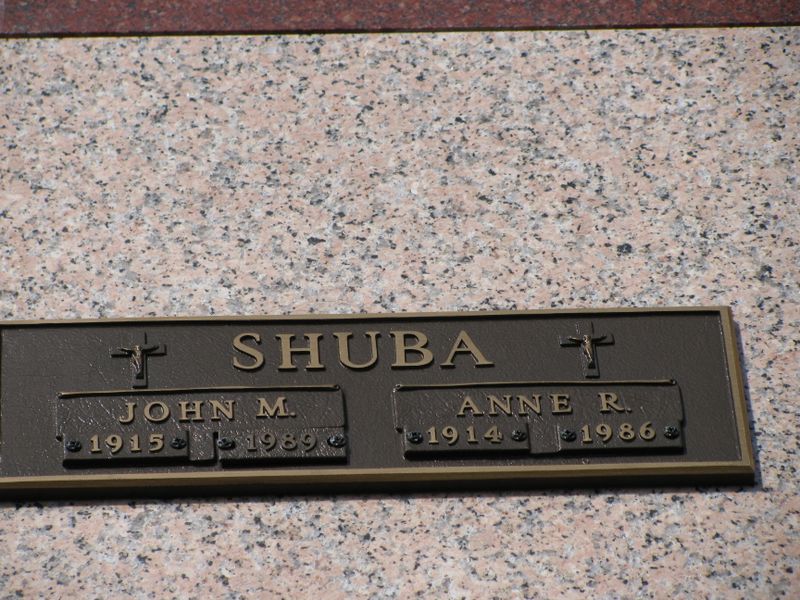 SHUBA
JOHN M.
1915 1989
ANNE R.
1914 1986